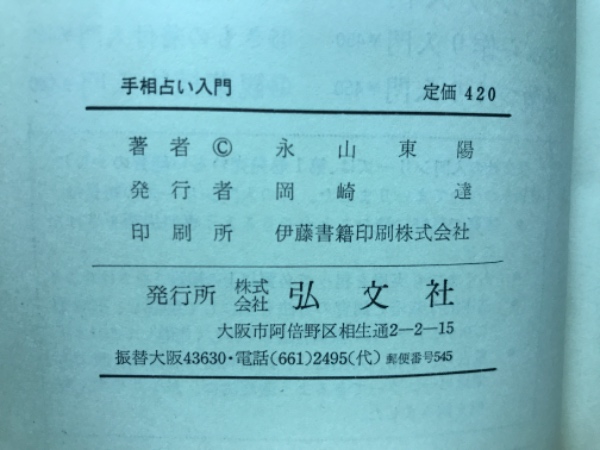 手相占い入門 定価 420
著者 © 永山東陽
発行者 岡崎達
印刷所 伊藤書籍印刷株式会社
発行所 株式会社 弘文社
大阪市阿倍野区相生通2-2-15
振替大阪43630・電話(661)2495(代) 郵便番号545